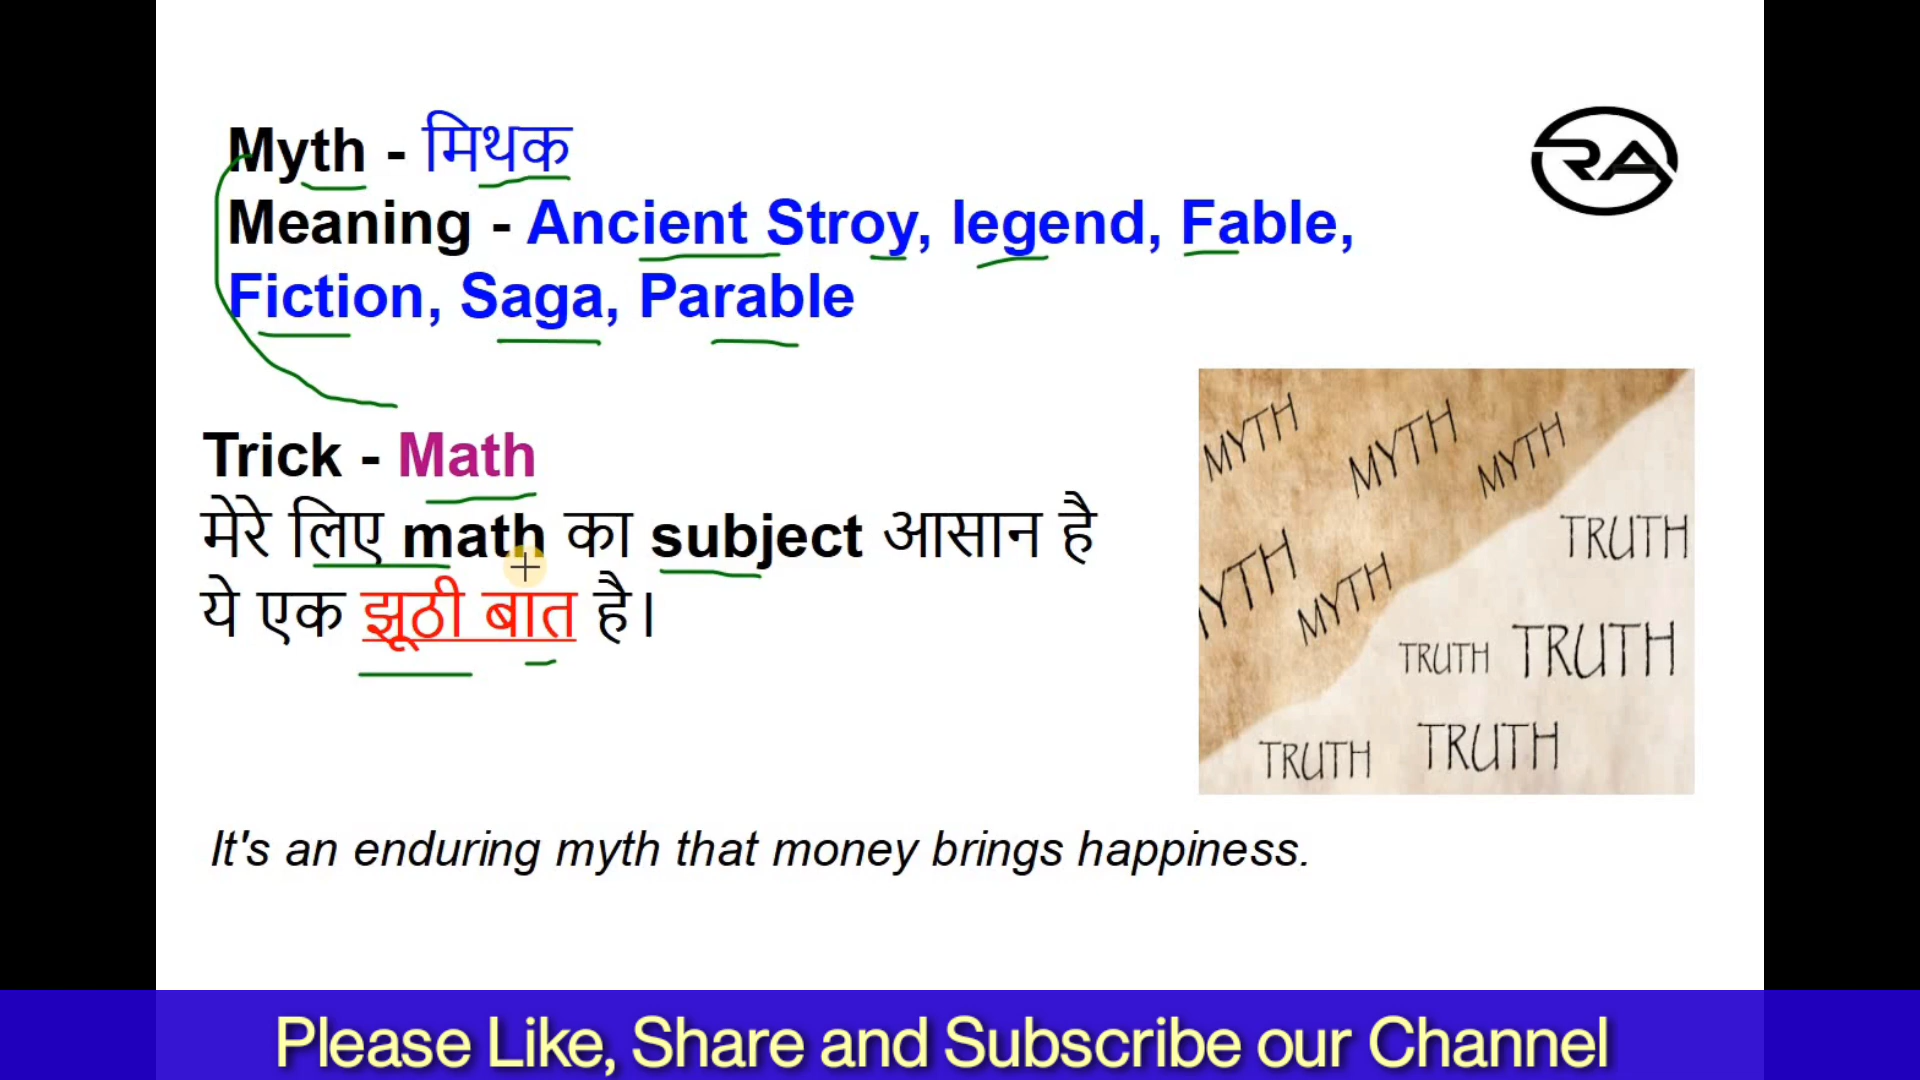 Myth - मिथक
RA
Meaning - Ancient Stroy, legend, Fable,
Fiction, Saga, Parable
Trick - Math
मेरे लिए math का subject आसान है
ये एक झूठी बात है।
MYTH MYTH MYTH
TRUTH
MYTH MYTH
TRUTH TRUTH
TRUTH TRUTH
It's an enduring myth that money brings happiness.
Please Like, Share and Subscribe our Channel